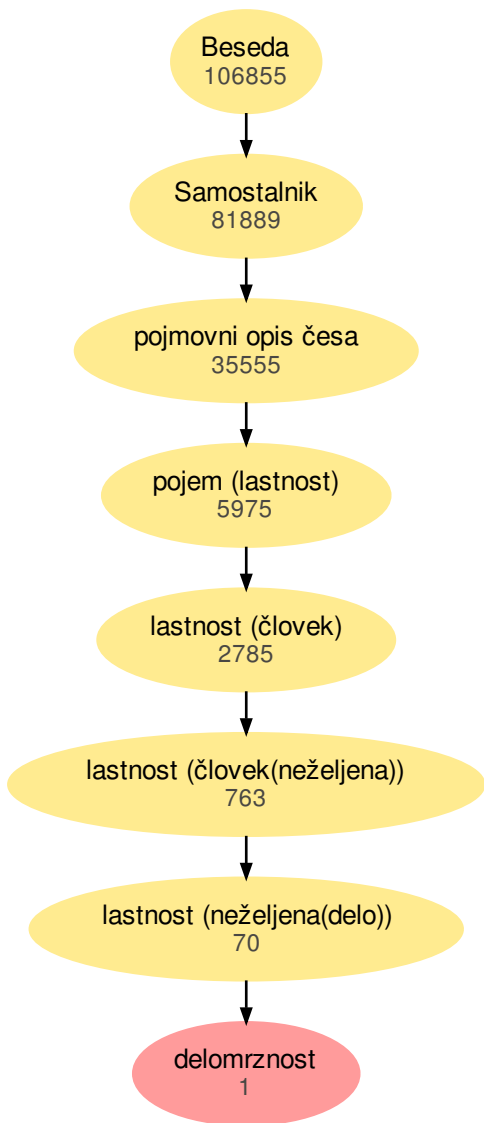 Beseda
106855
Samostalnik
81889
pojmovni opis česa
35555
pojem (lastnost)
5975
lastnost (človek)
2785
lastnost (človek(neželjena))
763
lastnost (neželjena(delo))
70
delomrznost
1